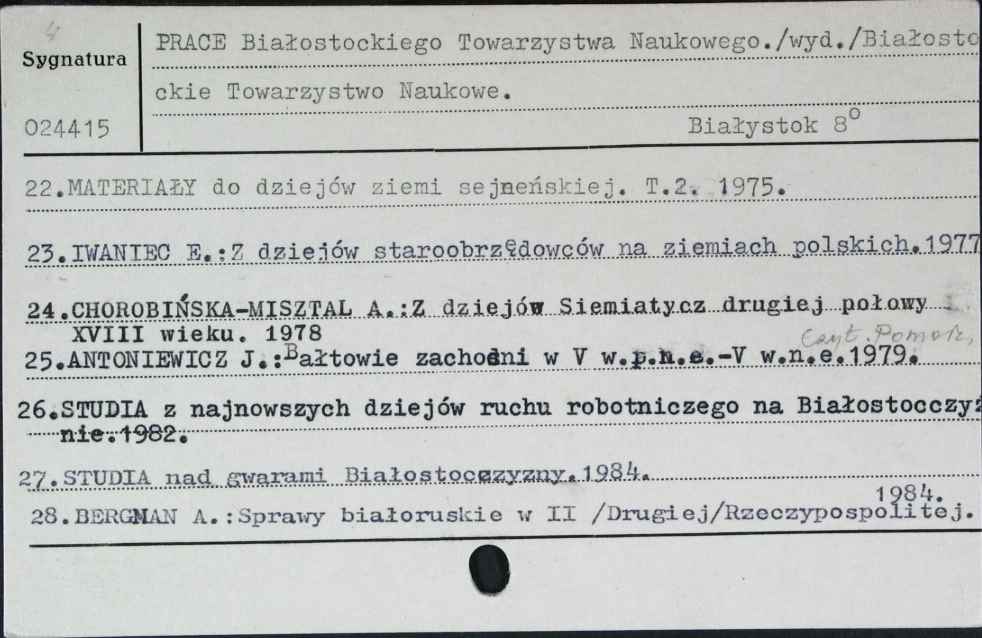 4
Sygnatura
024415
PRACE Białostockiego Towarzystwa Naukowego./wyd./Białosto
ckie Towarzystwo Naukowe.
Białystok 8°
22.MATERIAŁY do dziejów ziemi sejneńskiej. T.2. 1975.
23.IWANIEC E.:Z dziejów staroobrzędowców na ziemiach polskich.1977
24.CHOROBIŃSKA-MISZTAL A.:Z dziejów Siemiatycz drugiej połowy
XVIII wieku. 1978
Czyt. Pomorz,
25.ANTONIEWICZ J.:Bałtowie zachodni w V w.p.n.e.-V w.n.e.1979.
26.STUDIA z najnowszych dziejów ruchu robotniczego na Białostocczyź
nie.1982.
27.STUDIA nad gwarami Białostocczyzny.1984.
1984.
28.BERGMAN A.:Sprawy białoruskie w II /Drugiej/Rzeczypospolitej.